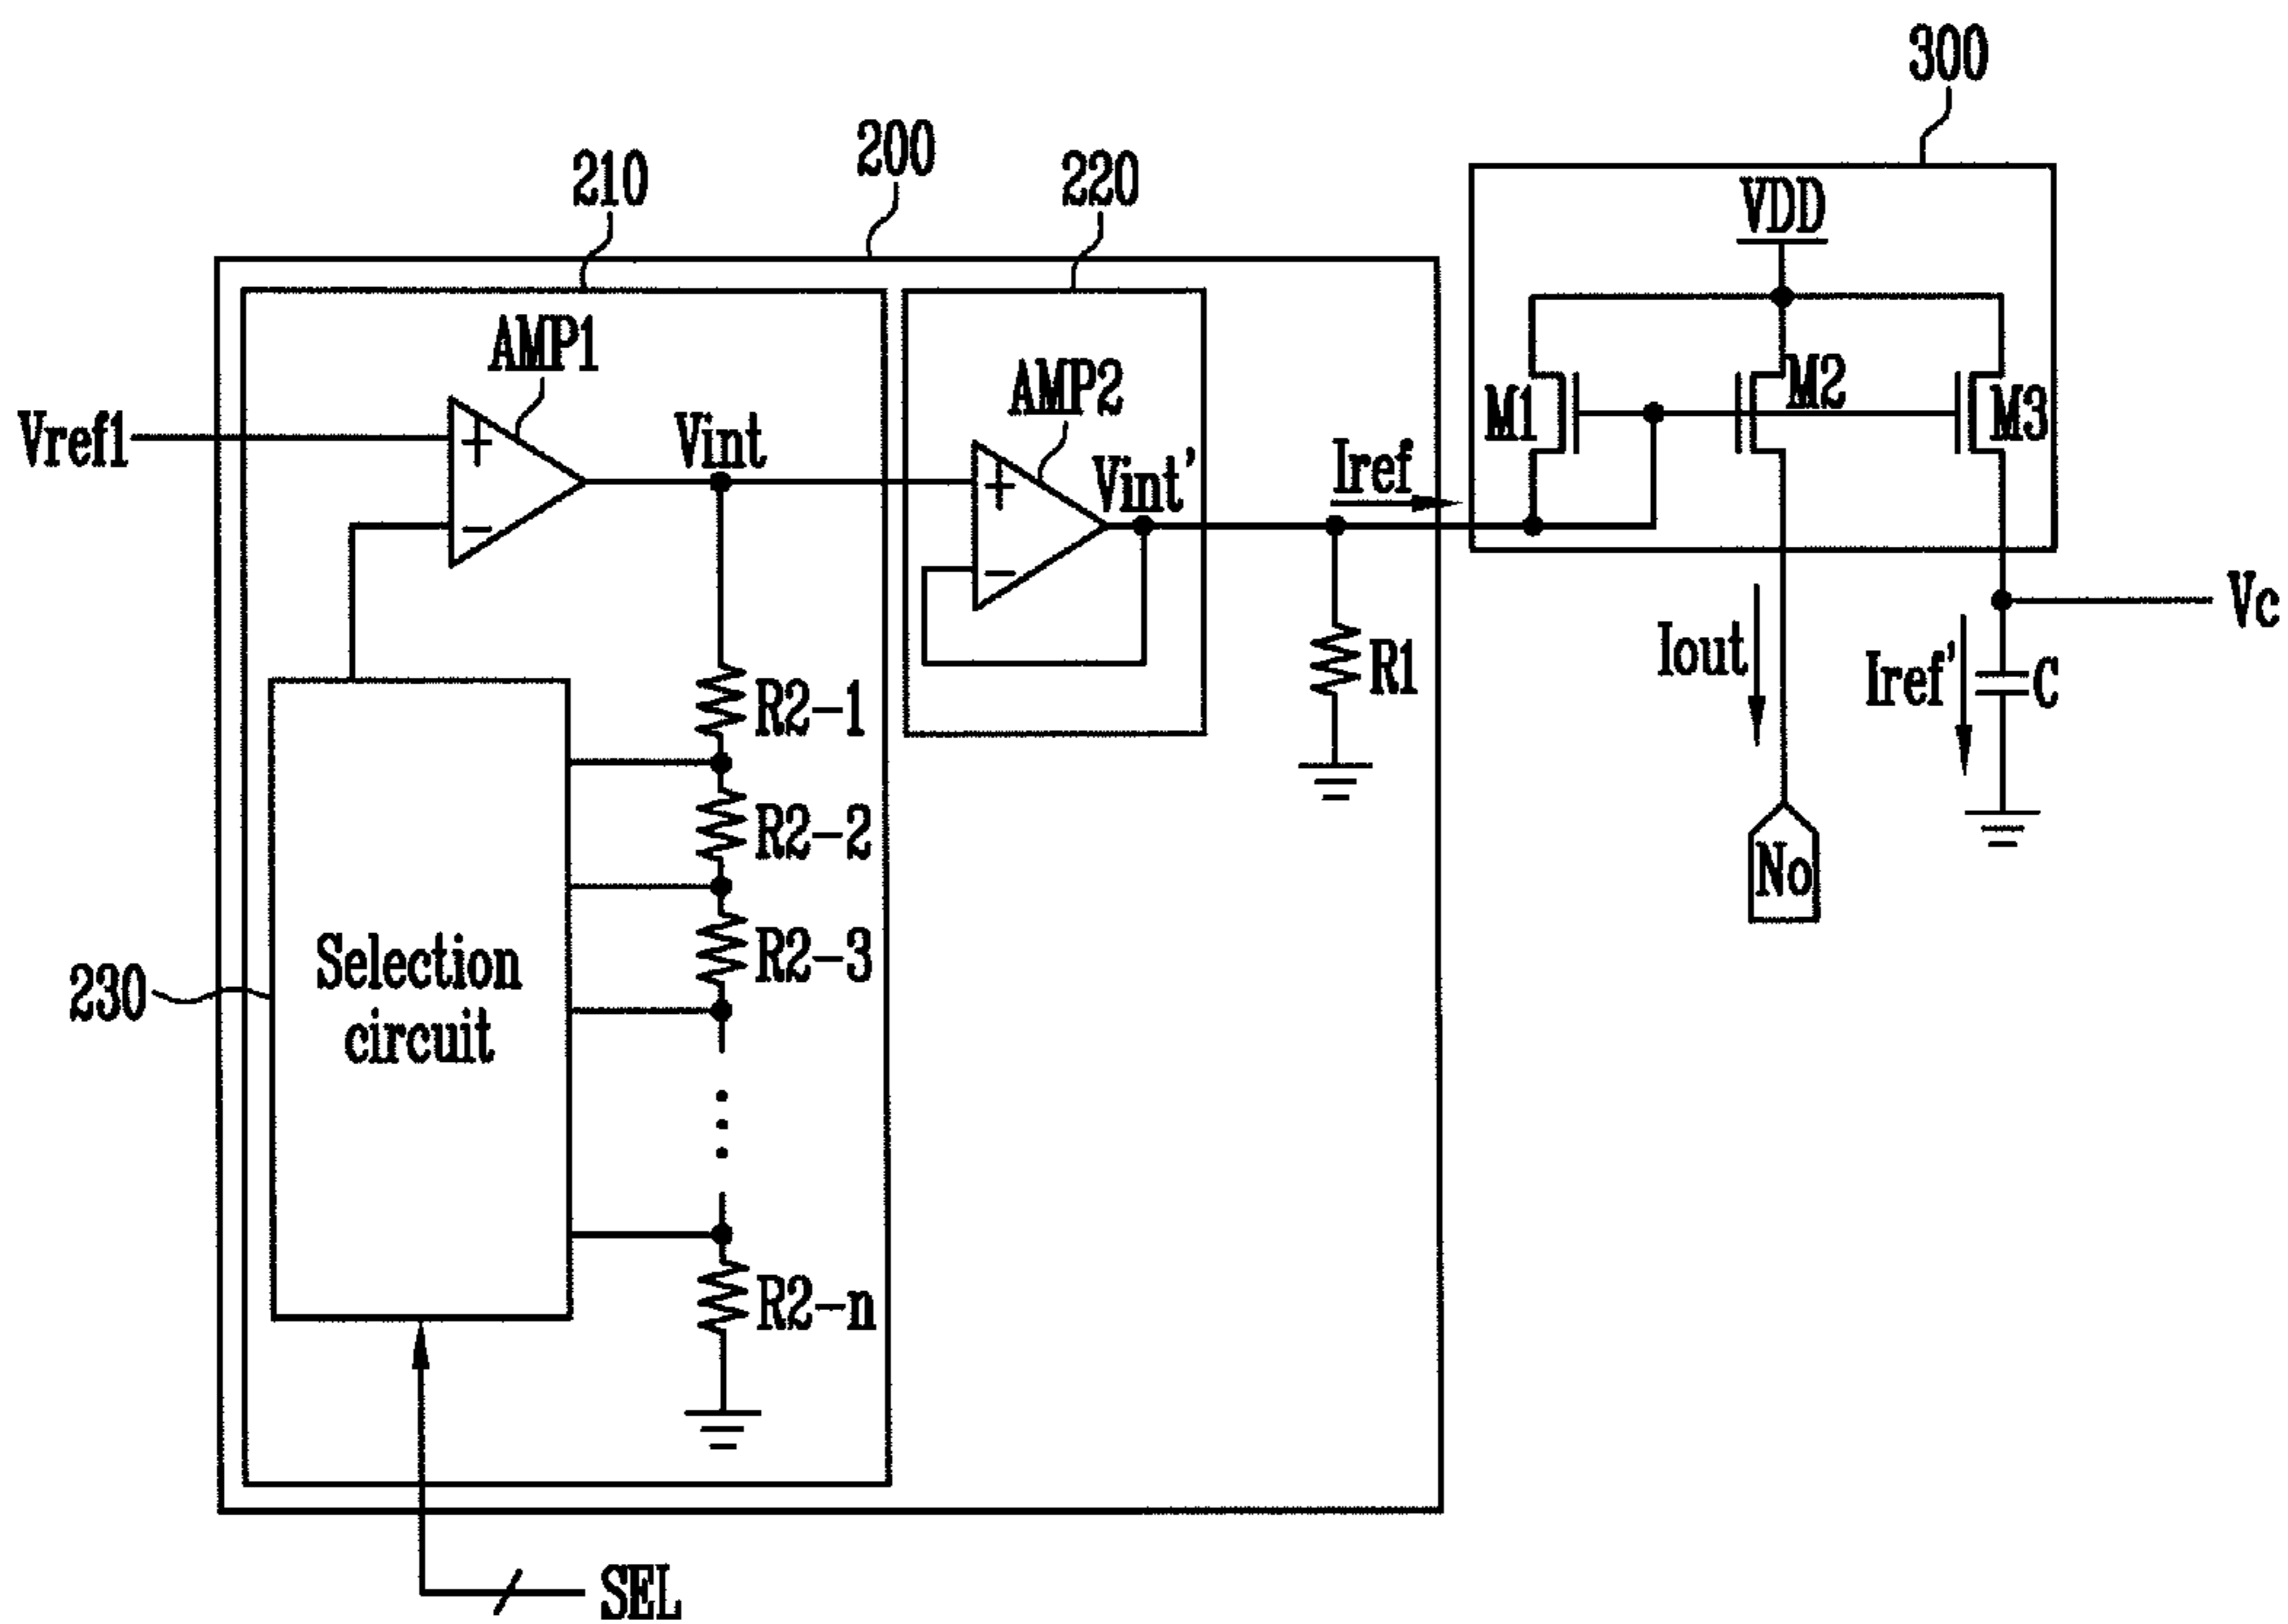 300
200
210
220
VDD
AMP1
AMP2
M2
M1
M3
Vref1
+
Vint
+
Vint'
Iref
−
−
Vc
Iout
Iref'
C
R1
R2-1
R2-2
No
R2-3
230
Selection
circuit
R2-n
SEL